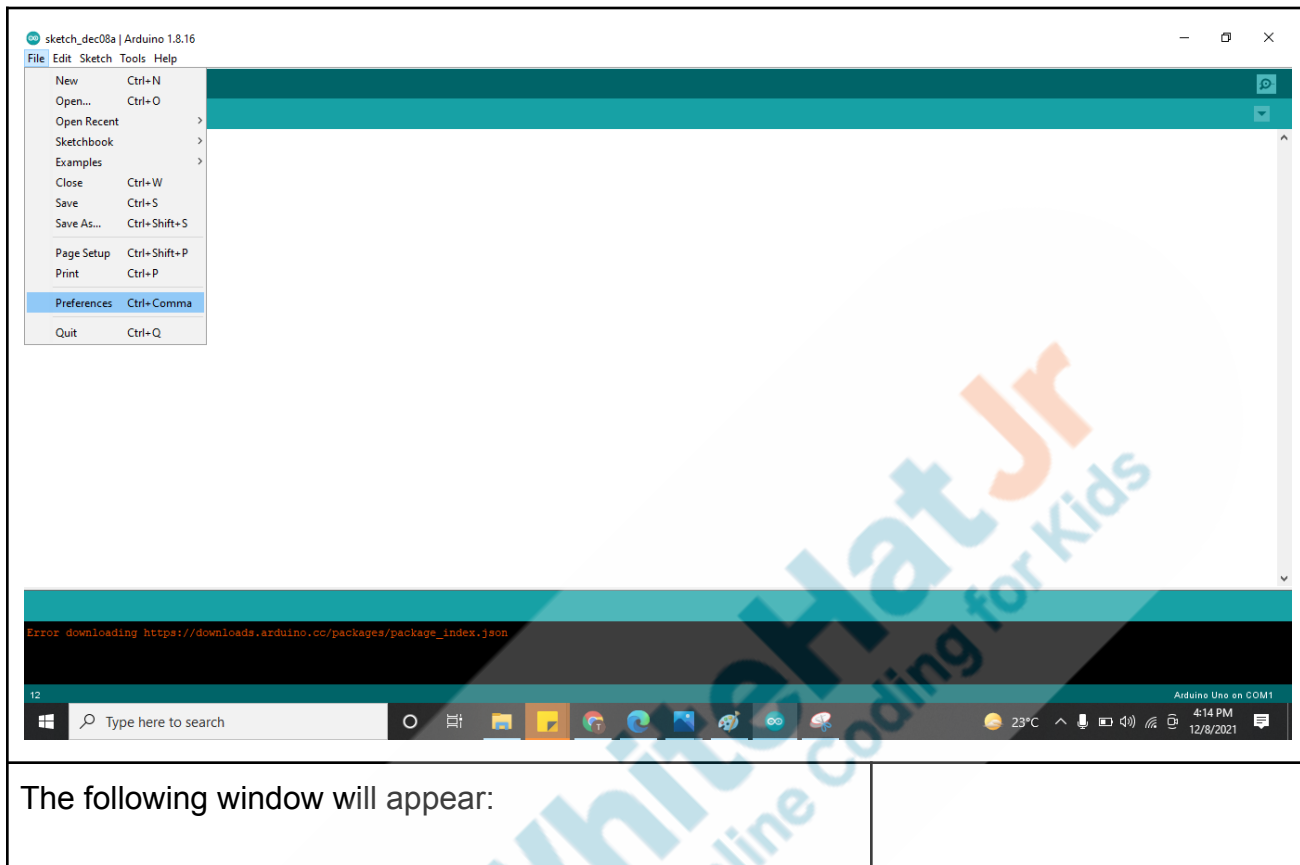 sketch_dec08a | Arduino 1.8.16
File Edit Sketch Tools Help
New Ctrl+N
Open... Ctrl+O
Open Recent
Sketchbook
Examples
Close Ctrl+W
Save Ctrl+S
Save As... Ctrl+Shift+S
Page Setup Ctrl+Shift+P
Print Ctrl+P
Preferences Ctrl+Comma
Quit Ctrl+Q
Error downloading https://downloads.arduino.cc/packages/package_index.json
12
Arduino Uno on COM1
Type here to search
23°C
4:14 PM
12/8/2021
The following window will appear:
WhiteHat Jr
Online Coding for Kids